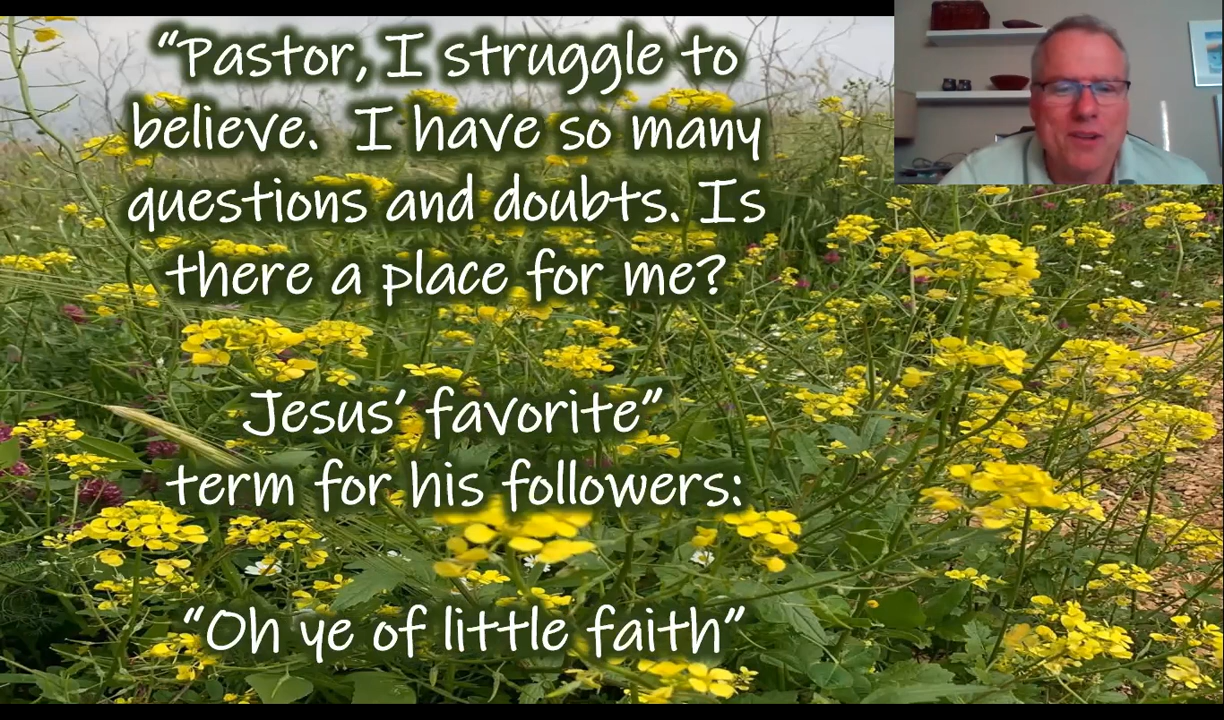 “Pastor, I struggle to
believe. I have so many
questions and doubts. Is
there a place for me?
Jesus’ favorite”
term for his followers:
“Oh ye of little faith”